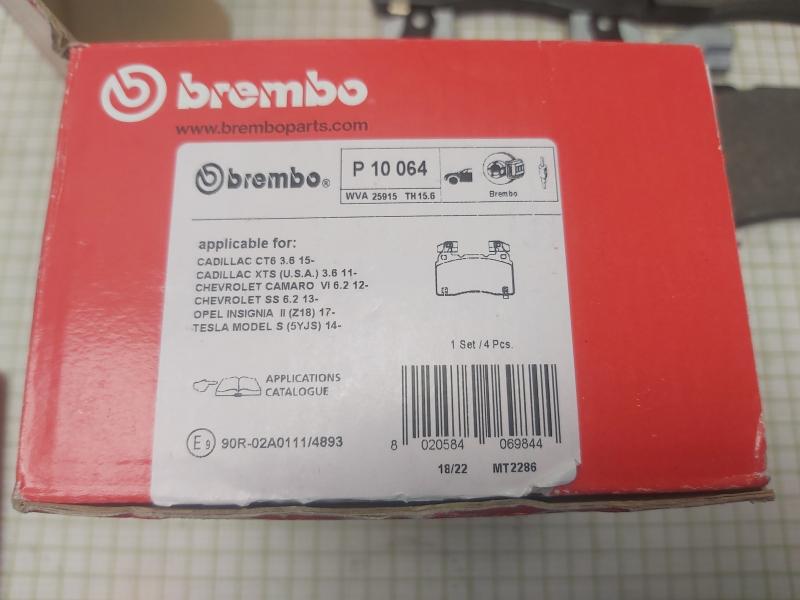 brembo
www.bremboparts.com
brembo®
P 10 064
WVA 25915 TH 15.6
Brembo
applicable for:
CADILLAC CT6 3.6 15-
CADILLAC XTS (U.S.A.) 3.6 11-
CHEVROLET CAMARO VI 6.2 12-
CHEVROLET SS 6.2 13-
OPEL INSIGNIA II (Z18) 17-
TESLA MODEL S (5YJS) 14-
1 Set / 4 Pcs.
APPLICATIONS
CATALOGUE
E9 90R-02A0111/4893
8 020584 069844
18/22 MT2286